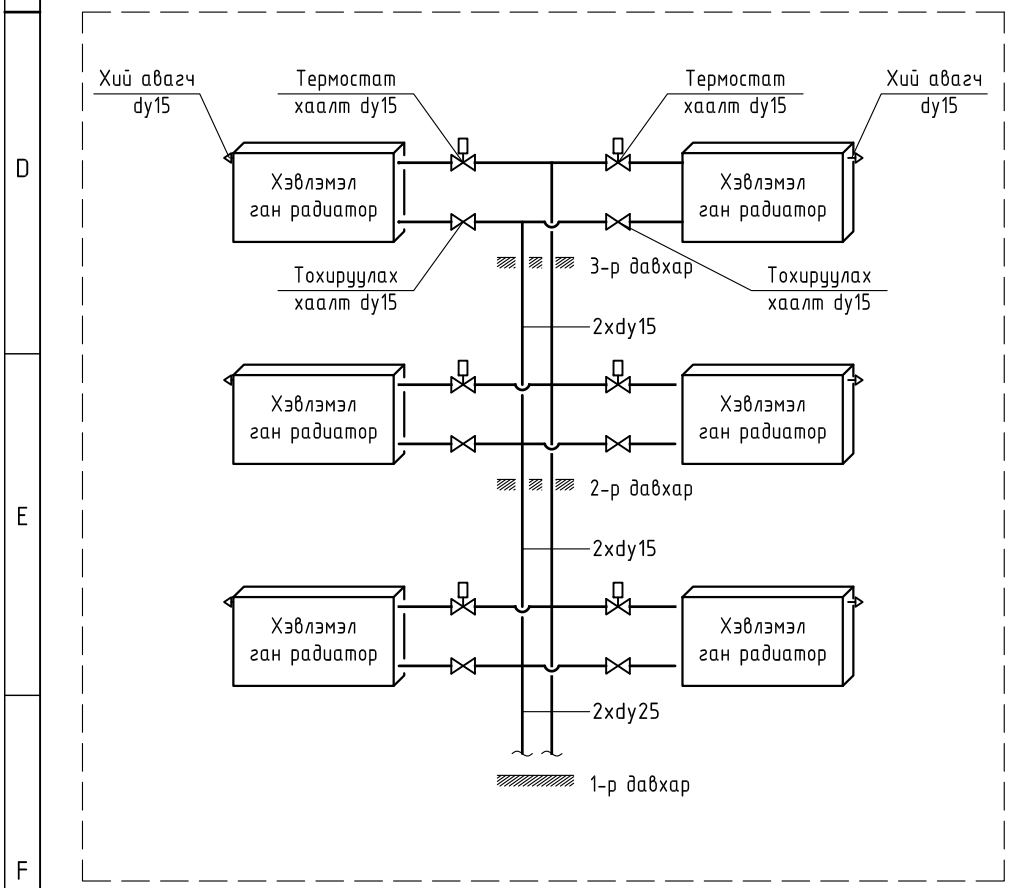 Хий авагч
dy15
Термостат
хаалт dy15
Термостат
хаалт dy15
Хий авагч
dy15
D
Хэвлэмэл
ган радиатор
Хэвлэмэл
ган радиатор
3-р давхар
Тохируулах
хаалт dy15
Тохируулах
хаалт dy15
2xdy15
Хэвлэмэл
ган радиатор
Хэвлэмэл
ган радиатор
2-р давхар
E
2xdy15
Хэвлэмэл
ган радиатор
Хэвлэмэл
ган радиатор
2xdy25
1-р давхар
F